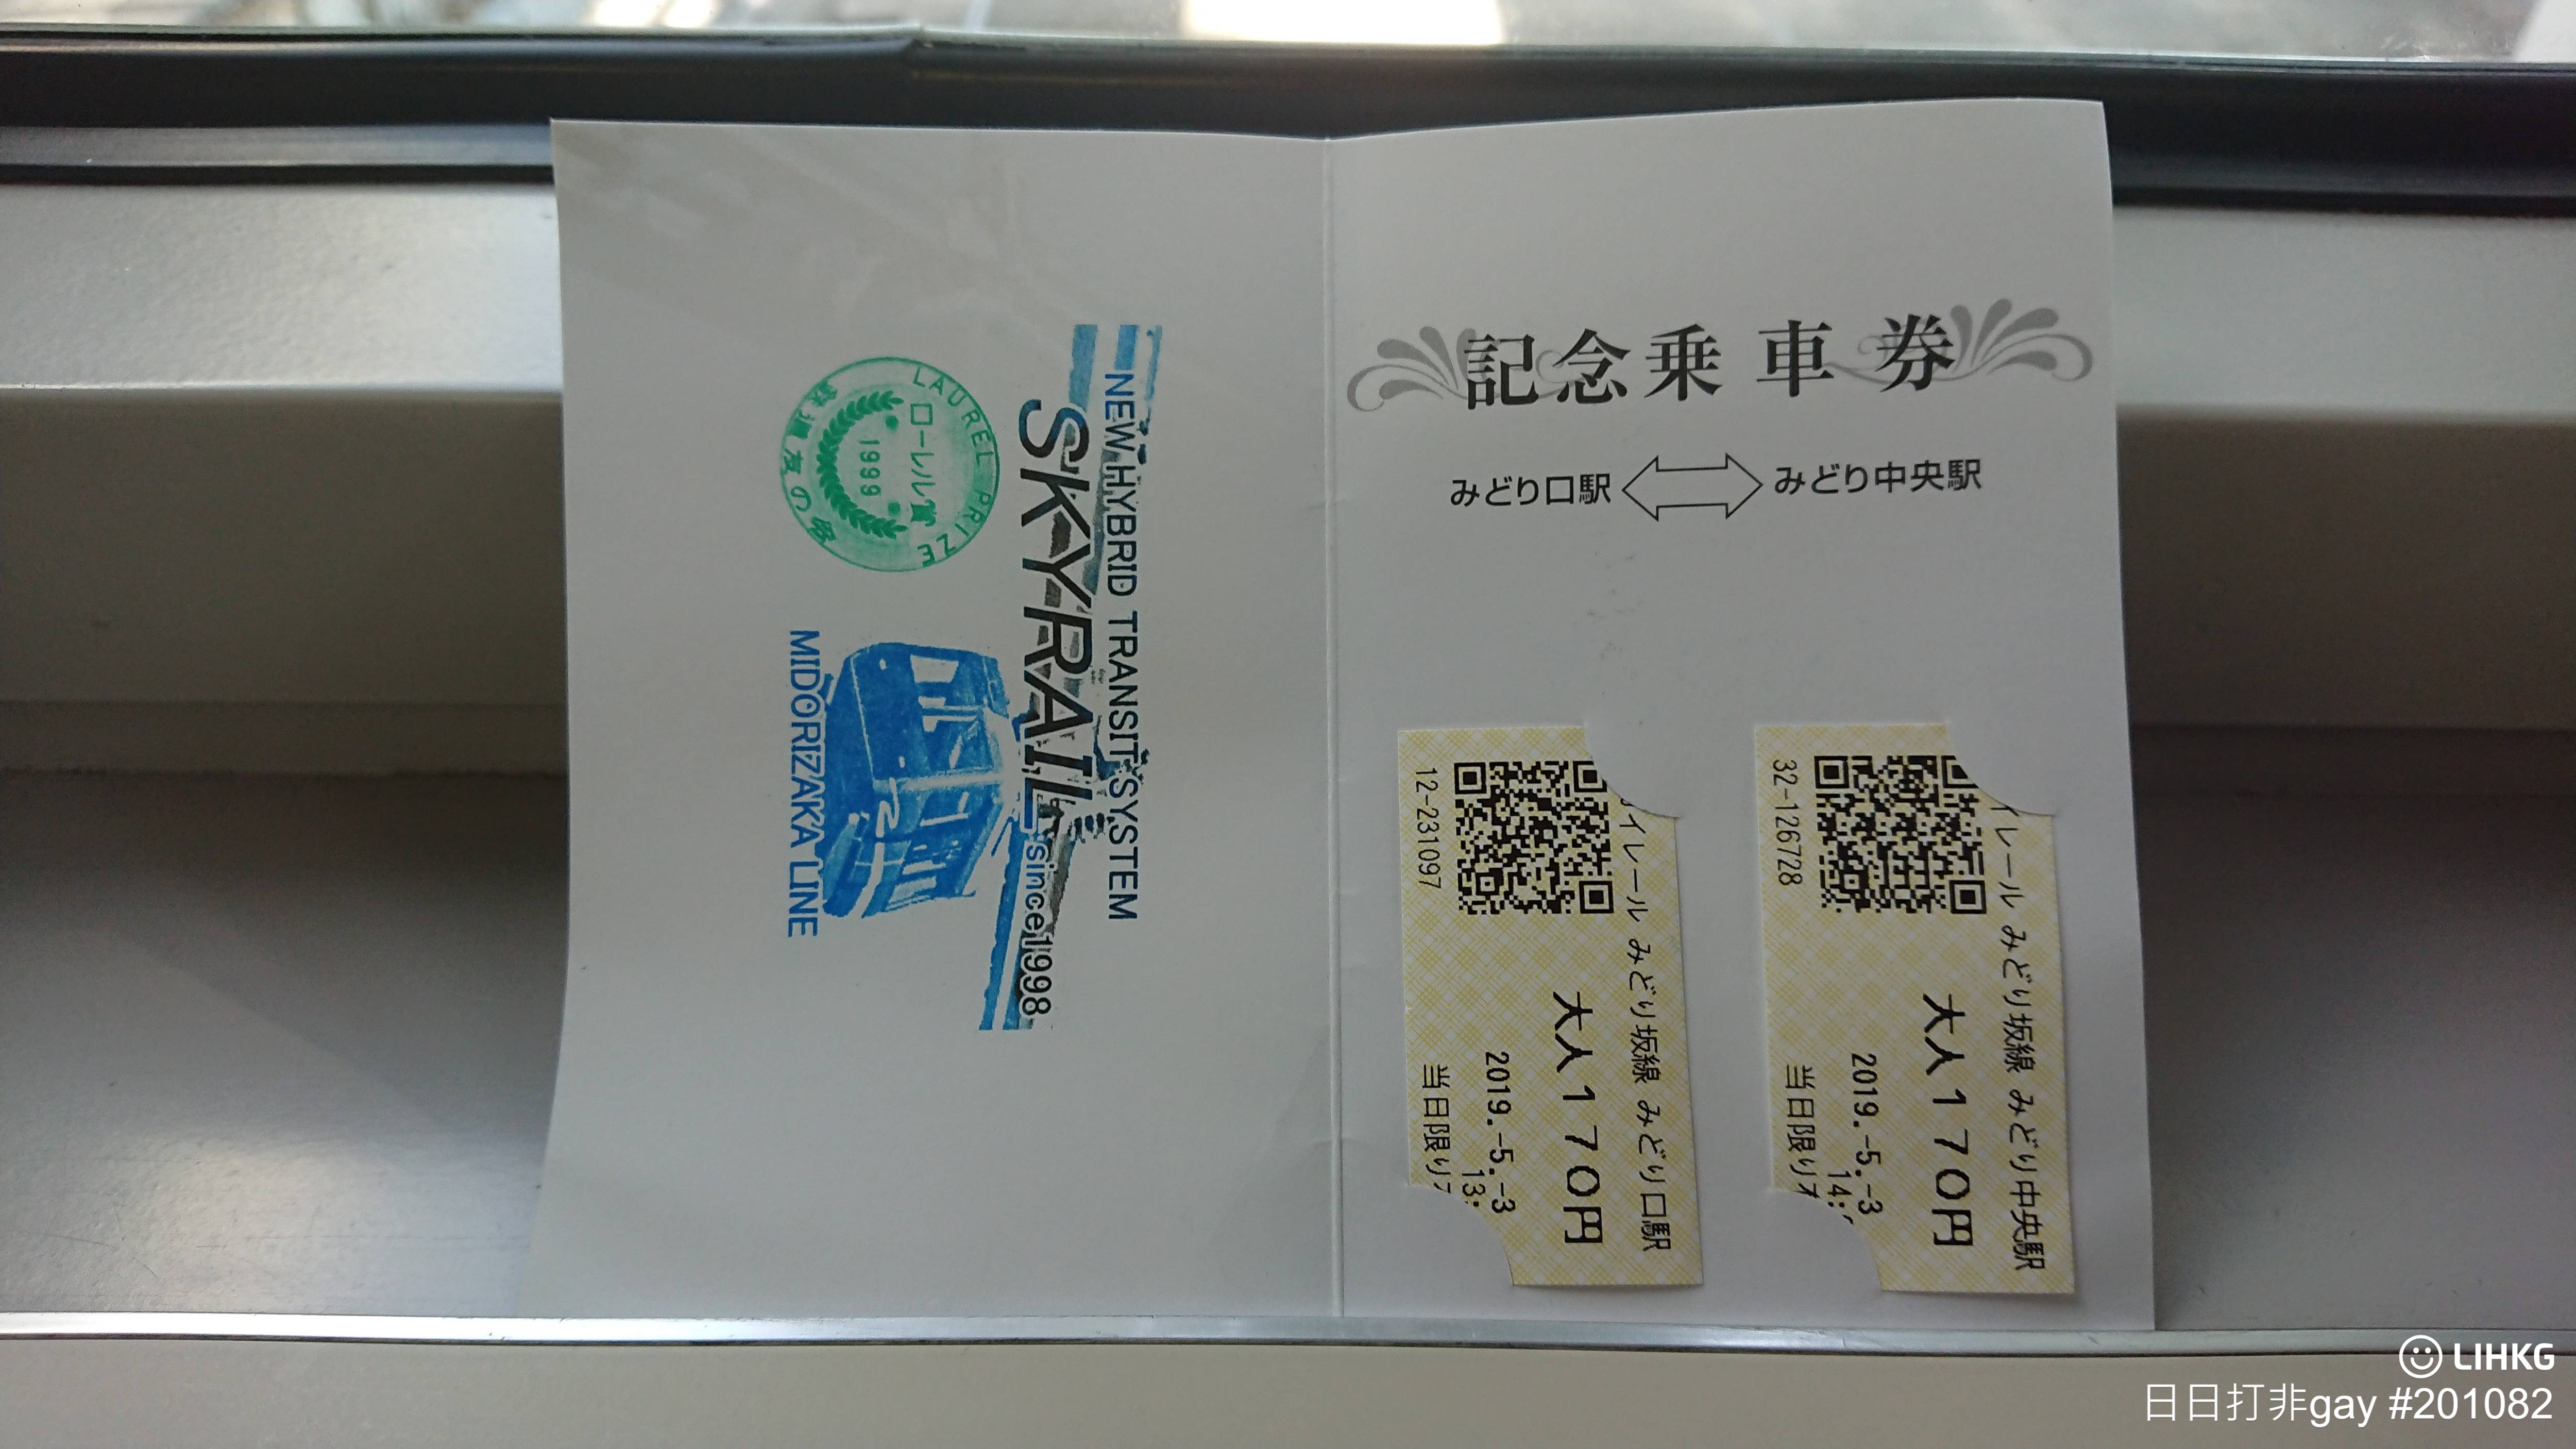 記念乗車券
みどり口駅 みどり中央駅
NEW HYBRID TRANSIT SYSTEM
SKYRAIL since1998
LAUREL PRIZE
ローレル賞
1999
鉄道友の会
MIDORIZAKA LINE
イレール みどり坂線 みどり中央駅
大人170円
2019.-5.-3
14:
当日限り
32-126728
イレール みどり坂線 みどり口駅
大人170円
2019.-5.-3
13:
当日限り
12-231097
LIHKG
日日打非gay #201082